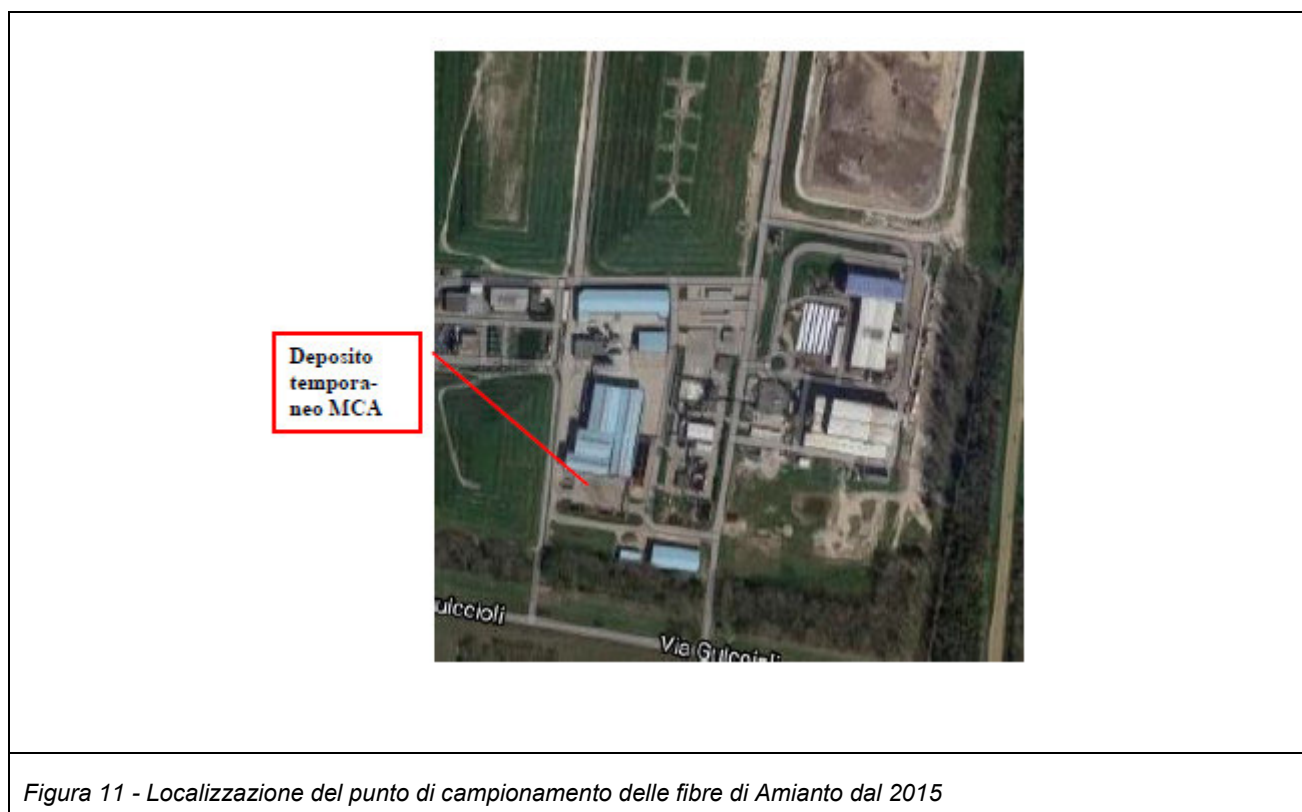 Deposito
tempora-
neo MCA
uiccioli
Via Guiccioli
Figura 11 - Localizzazione del punto di campionamento delle fibre di Amianto dal 2015